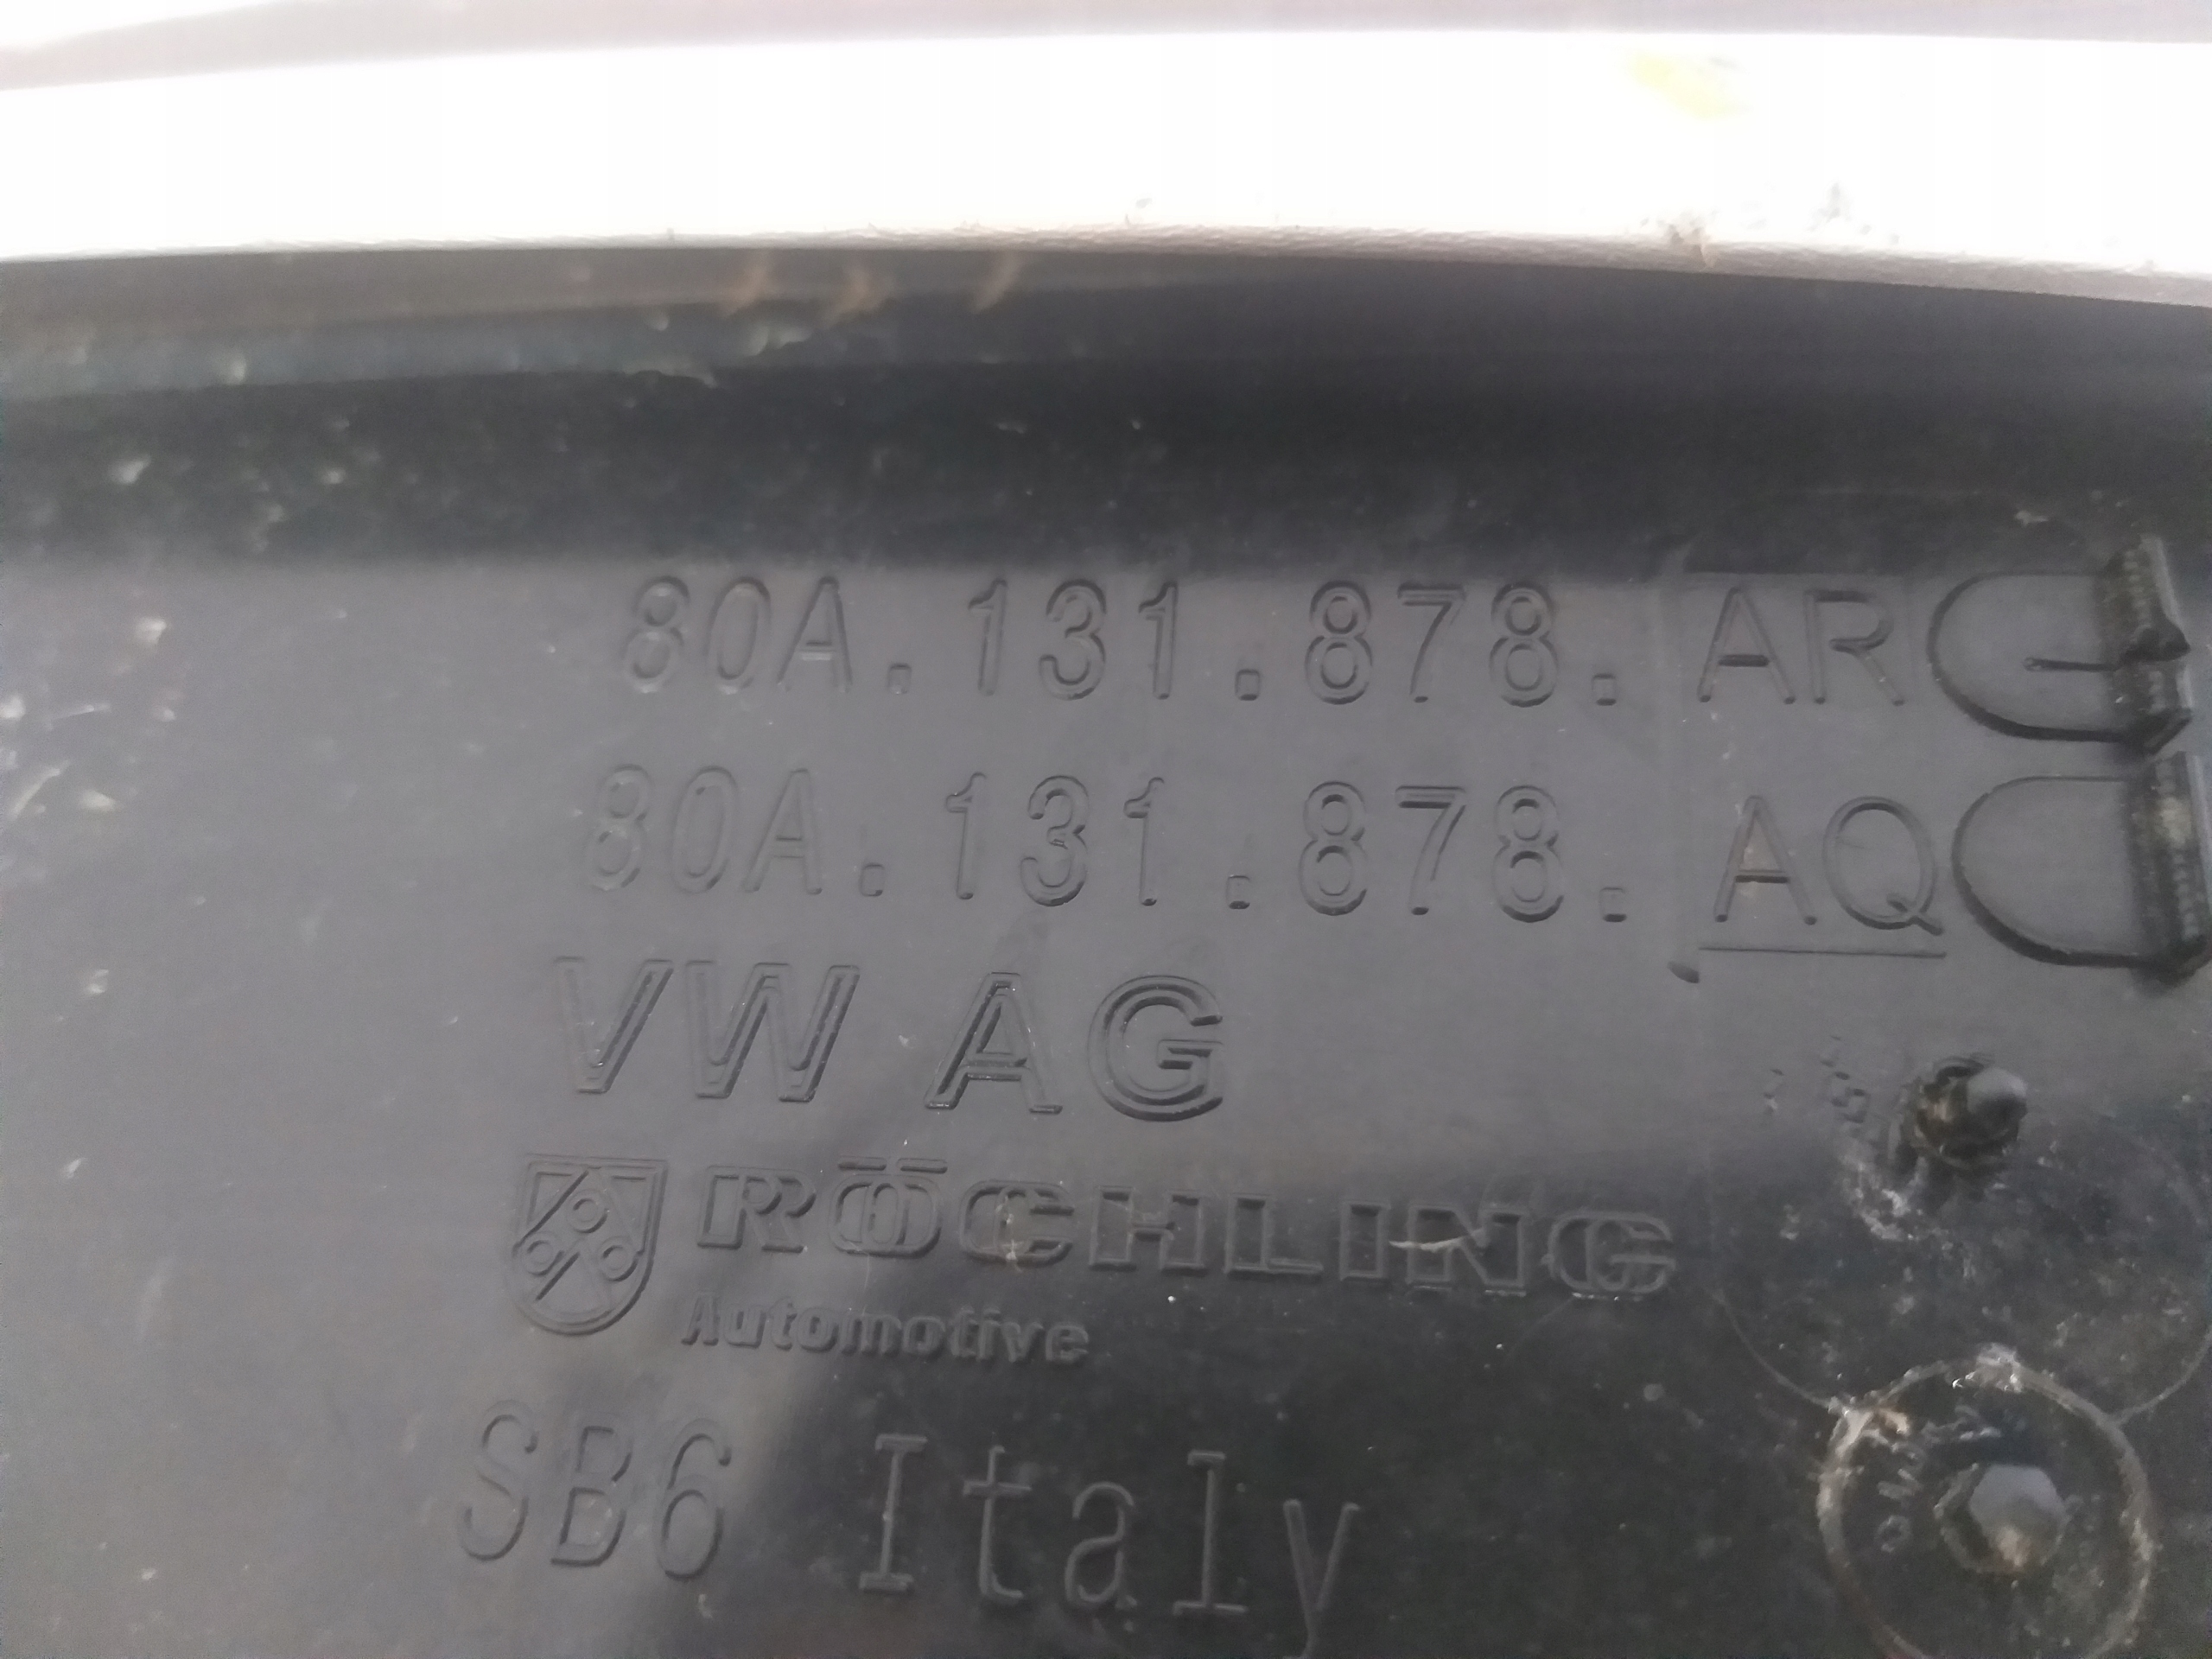 80A.131.878.AR
80A.131.878.AQ
VW AG
RÖCHLING
Automotive
SB6 Italy